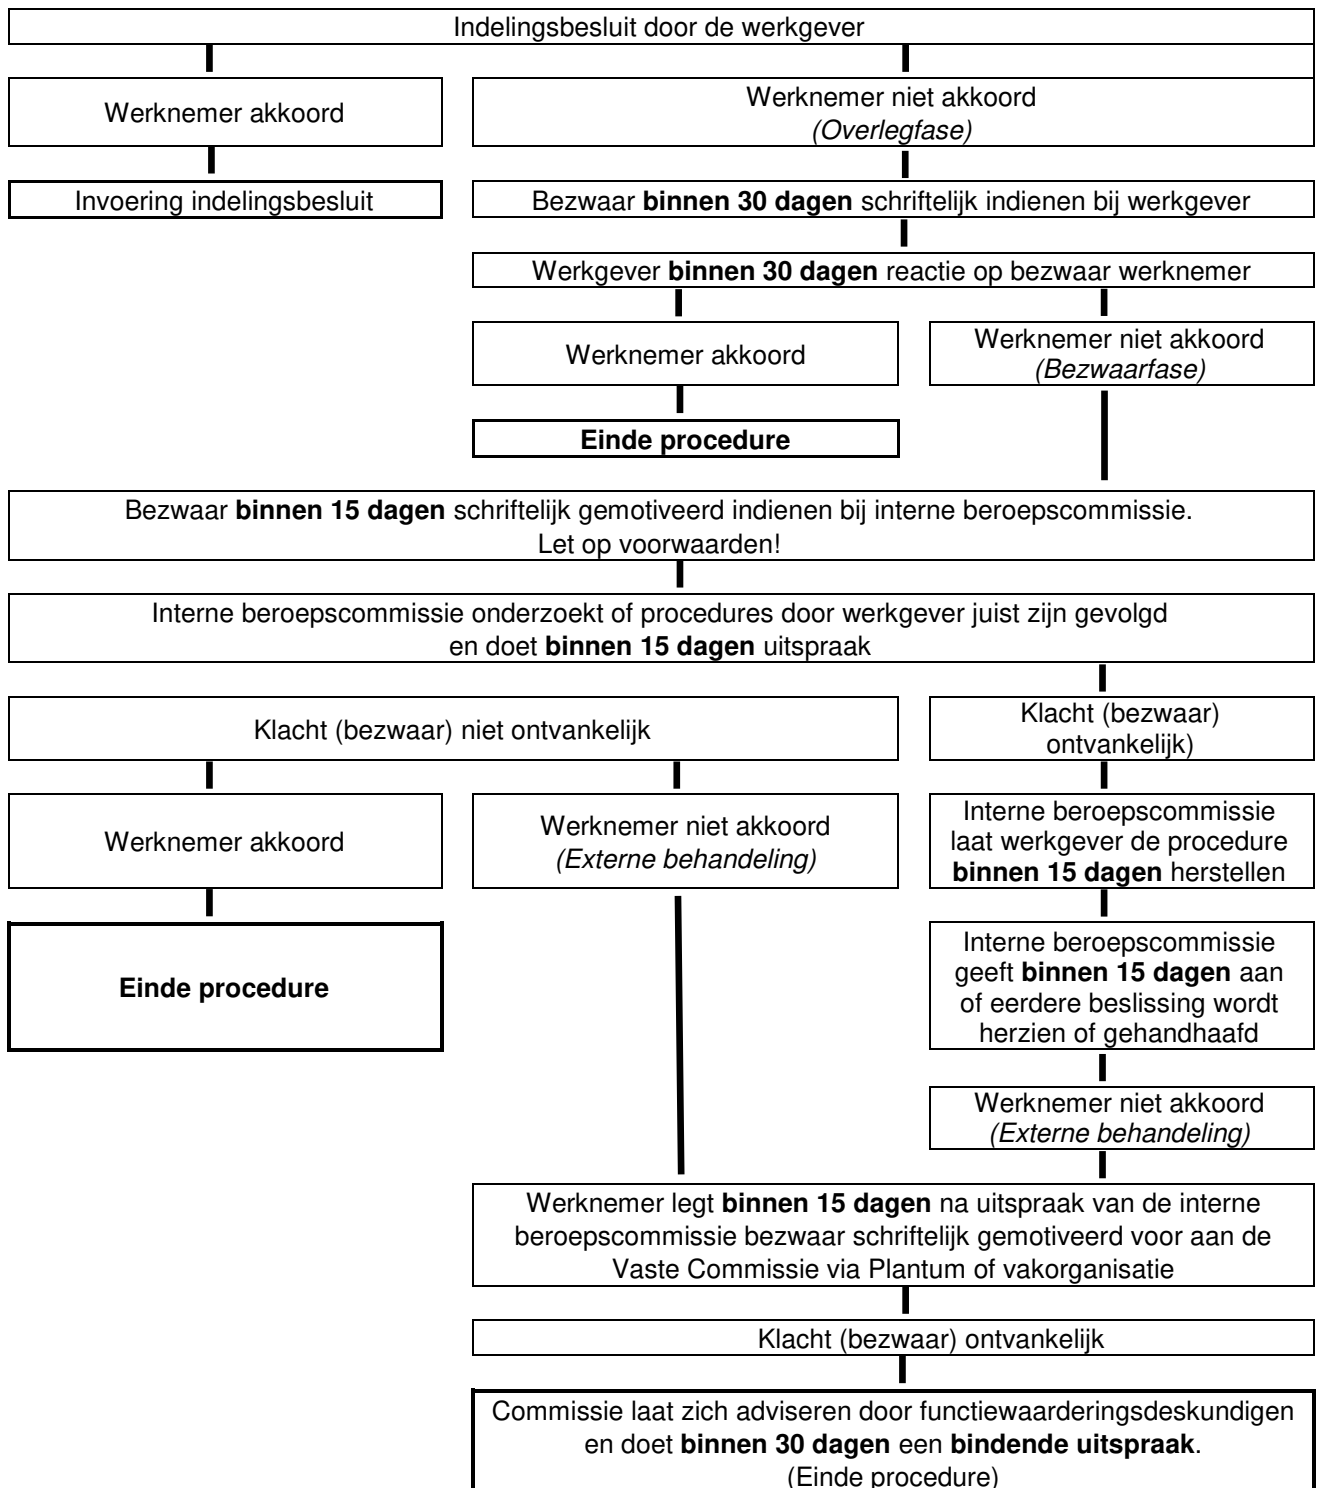 Indelingsbesluit door de werkgever
Werknemer akkoord
Werknemer niet akkoord
(Overlegfase)
Invoering indelingsbesluit
Bezwaar binnen 30 dagen schriftelijk indienen bij werkgever
Werkgever binnen 30 dagen reactie op bezwaar werknemer
Werknemer akkoord
Werknemer niet akkoord
(Bezwaarfase)
Einde procedure
Bezwaar binnen 15 dagen schriftelijk gemotiveerd indienen bij interne beroepscommissie.
Let op voorwaarden!
Interne beroepscommissie onderzoekt of procedures door werkgever juist zijn gevolgd
en doet binnen 15 dagen uitspraak
Klacht (bezwaar) niet ontvankelijk
Klacht (bezwaar)
ontvankelijk)
Werknemer akkoord
Werknemer niet akkoord
(Externe behandeling)
Interne beroepscommissie
laat werkgever de procedure
binnen 15 dagen herstellen
Einde procedure
Interne beroepscommissie
geeft binnen 15 dagen aan
of eerdere beslissing wordt
herzien of gehandhaafd
Werknemer niet akkoord
(Externe behandeling)
Werknemer legt binnen 15 dagen na uitspraak van de interne
beroepscommissie bezwaar schriftelijk gemotiveerd voor aan de
Vaste Commissie via Plantum of vakorganisatie
Klacht (bezwaar) ontvankelijk
Commissie laat zich adviseren door functiewaarderingsdeskundigen
en doet binnen 30 dagen een bindende uitspraak.
(Einde procedure)